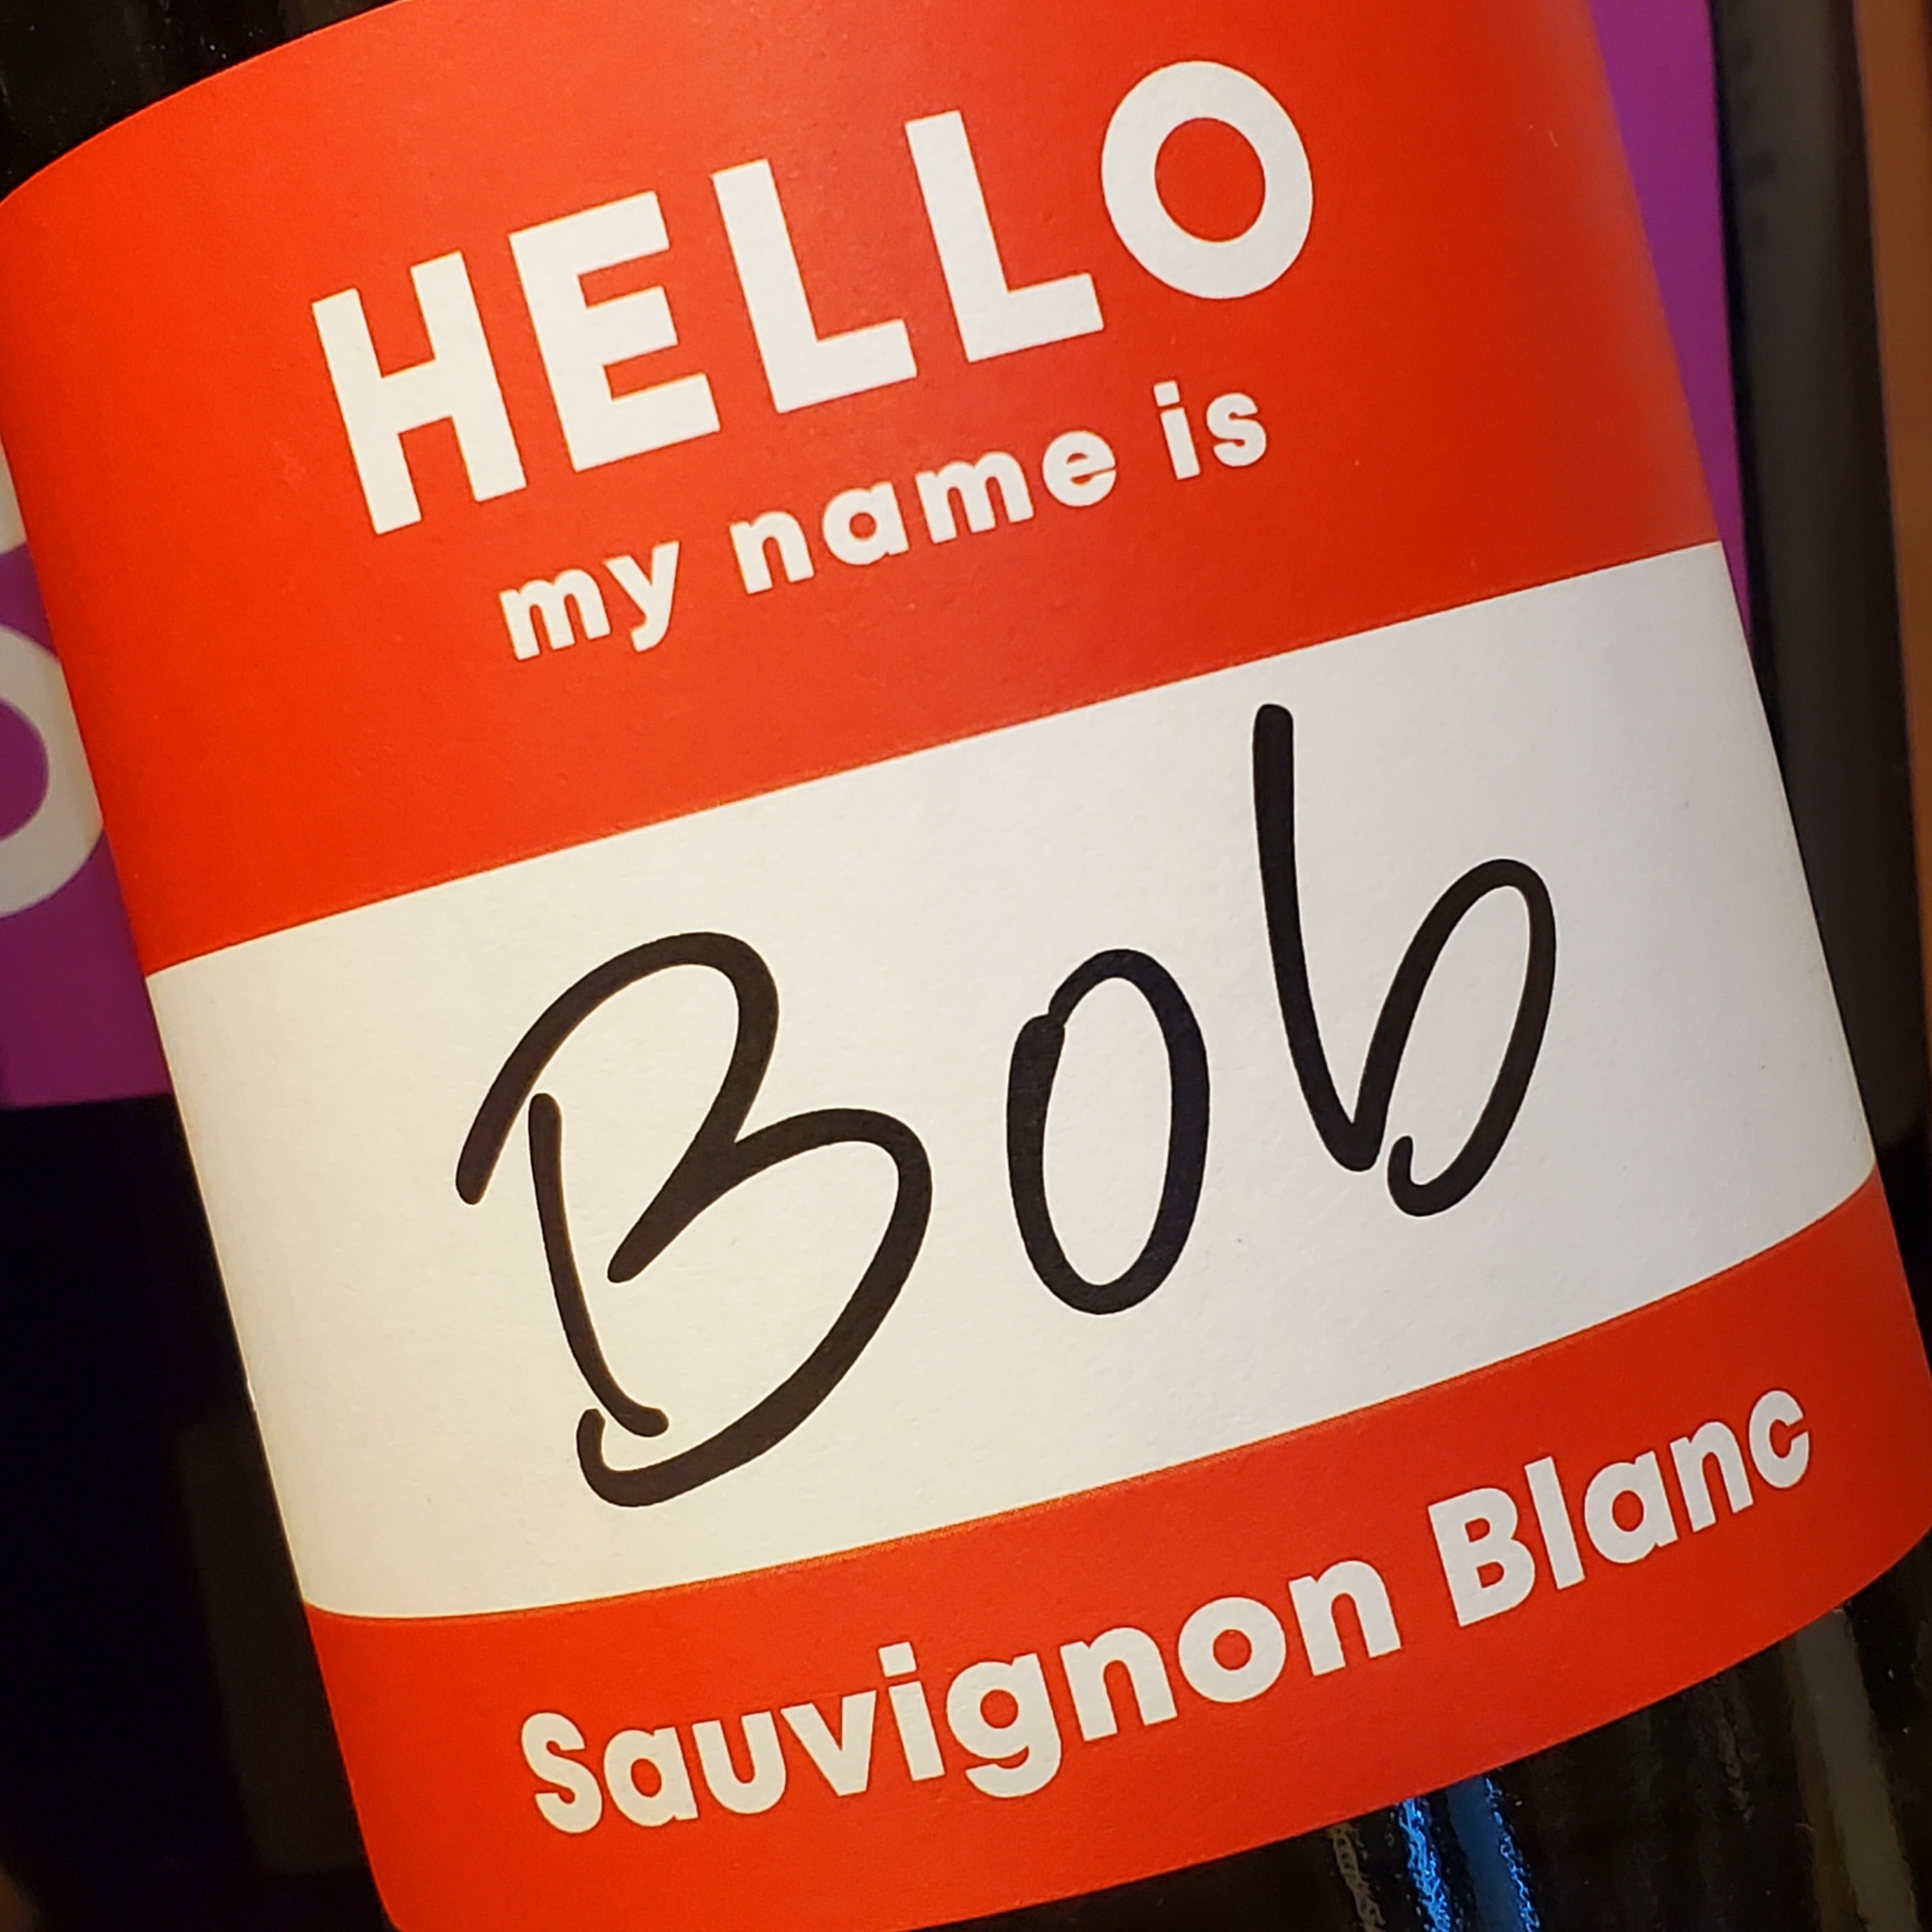 HELLO
my name is
Bob
Sauvignon Blanc